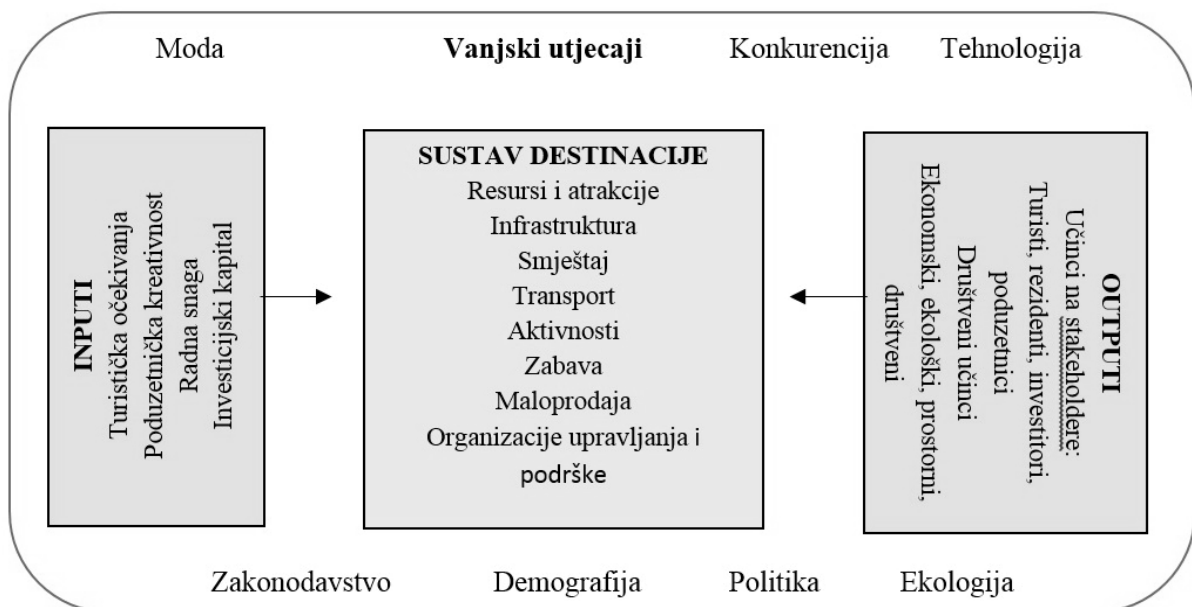 Moda Vanjski utjecaji Konkurencija Tehnologija
INPUTI
Turistička očekivanja
Poduzetnička kreativnost
Radna snaga
Investicijski kapital
SUSTAV DESTINACIJE
Resursi i atrakcije
Infrastruktura
Smještaj
Transport
Aktivnosti
Zabava
Maloprodaja
Organizacije upravljanja i
podrške
OUTPUTI
Učinci na stakeholdere:
Turisti, rezidenti, investitori,
poduzetnici
Društveni učinci
Ekonomski, ekološki, prostorni,
društveni
Zakonodavstvo Demografija Politika Ekologija